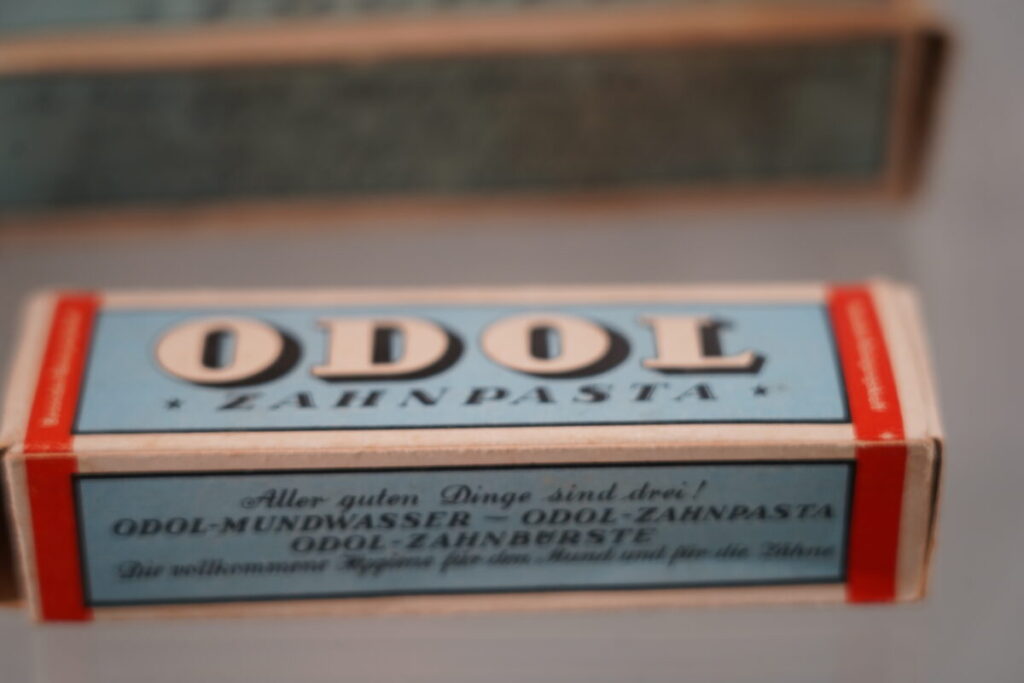 ODOL
★ ZAHNPASTA ★
Aller guten Dinge sind drei!
ODOL-MUNDWASSER – ODOL-ZAHNPASTA
ODOL-ZAHNBÜRSTE
Die vollkommene Hygiene für den Mund und für die Zähne